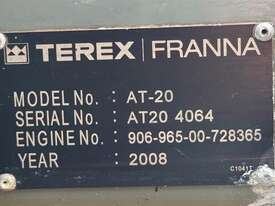 TEREX | FRANNA
MODEL No. : AT-20
SERIAL No. : AT20 4064
ENGINE No. : 906-965-00-728365
YEAR : 2008